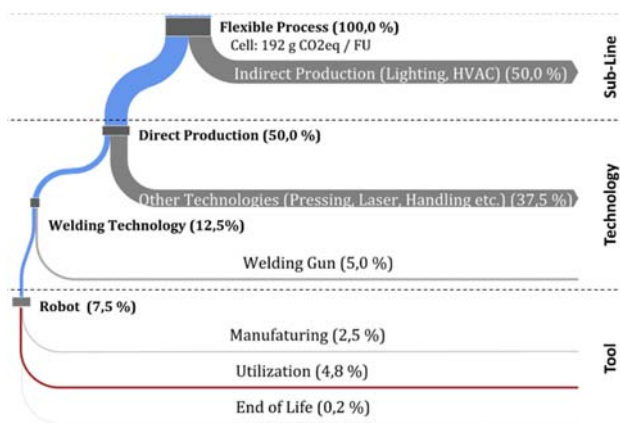 Flexible Process (100,0 %)
Cell: 192 g CO2eq / FU
Indirect Production (Lighting, HVAC) (50,0 %)
Sub-Line
Direct Production (50,0 %)
Other Technologies (Pressing, Laser, Handling etc.) (37,5 %)
Technology
Welding Technology (12,5%)
Welding Gun (5,0 %)
Robot (7,5 %)
Manufaturing (2,5 %)
Utilization (4,8 %)
Tool
End of Life (0,2 %)